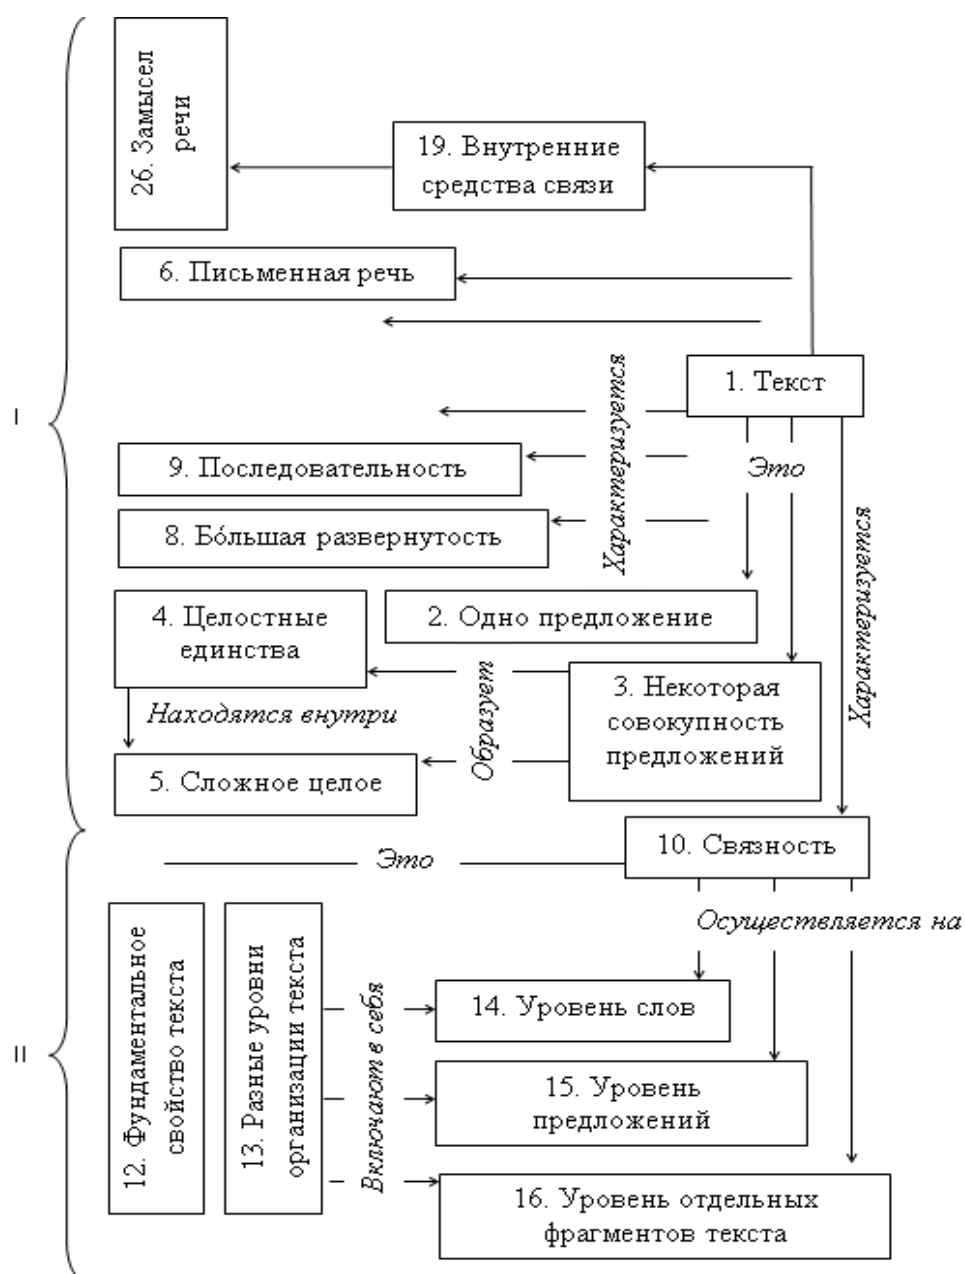 26. Замысел
речи
19. Внутренние
средства связи
6. Письменная речь
1. Текст
Характеризуется
9. Последовательность
Это
8. Бо́льшая развернутость
Характеризуется
4. Целостные
единства
2. Одно предложение
3. Некоторая
совокупность
предложений
Образует
Находятся внутри
5. Сложное целое
I
10. Связность
Это
Осуществляется на
12. Фундаментальное
свойство текста
13. Разные уровни
организации текста
Включают в себя
14. Уровень слов
15. Уровень
предложений
16. Уровень отдельных
фрагментов текста
II